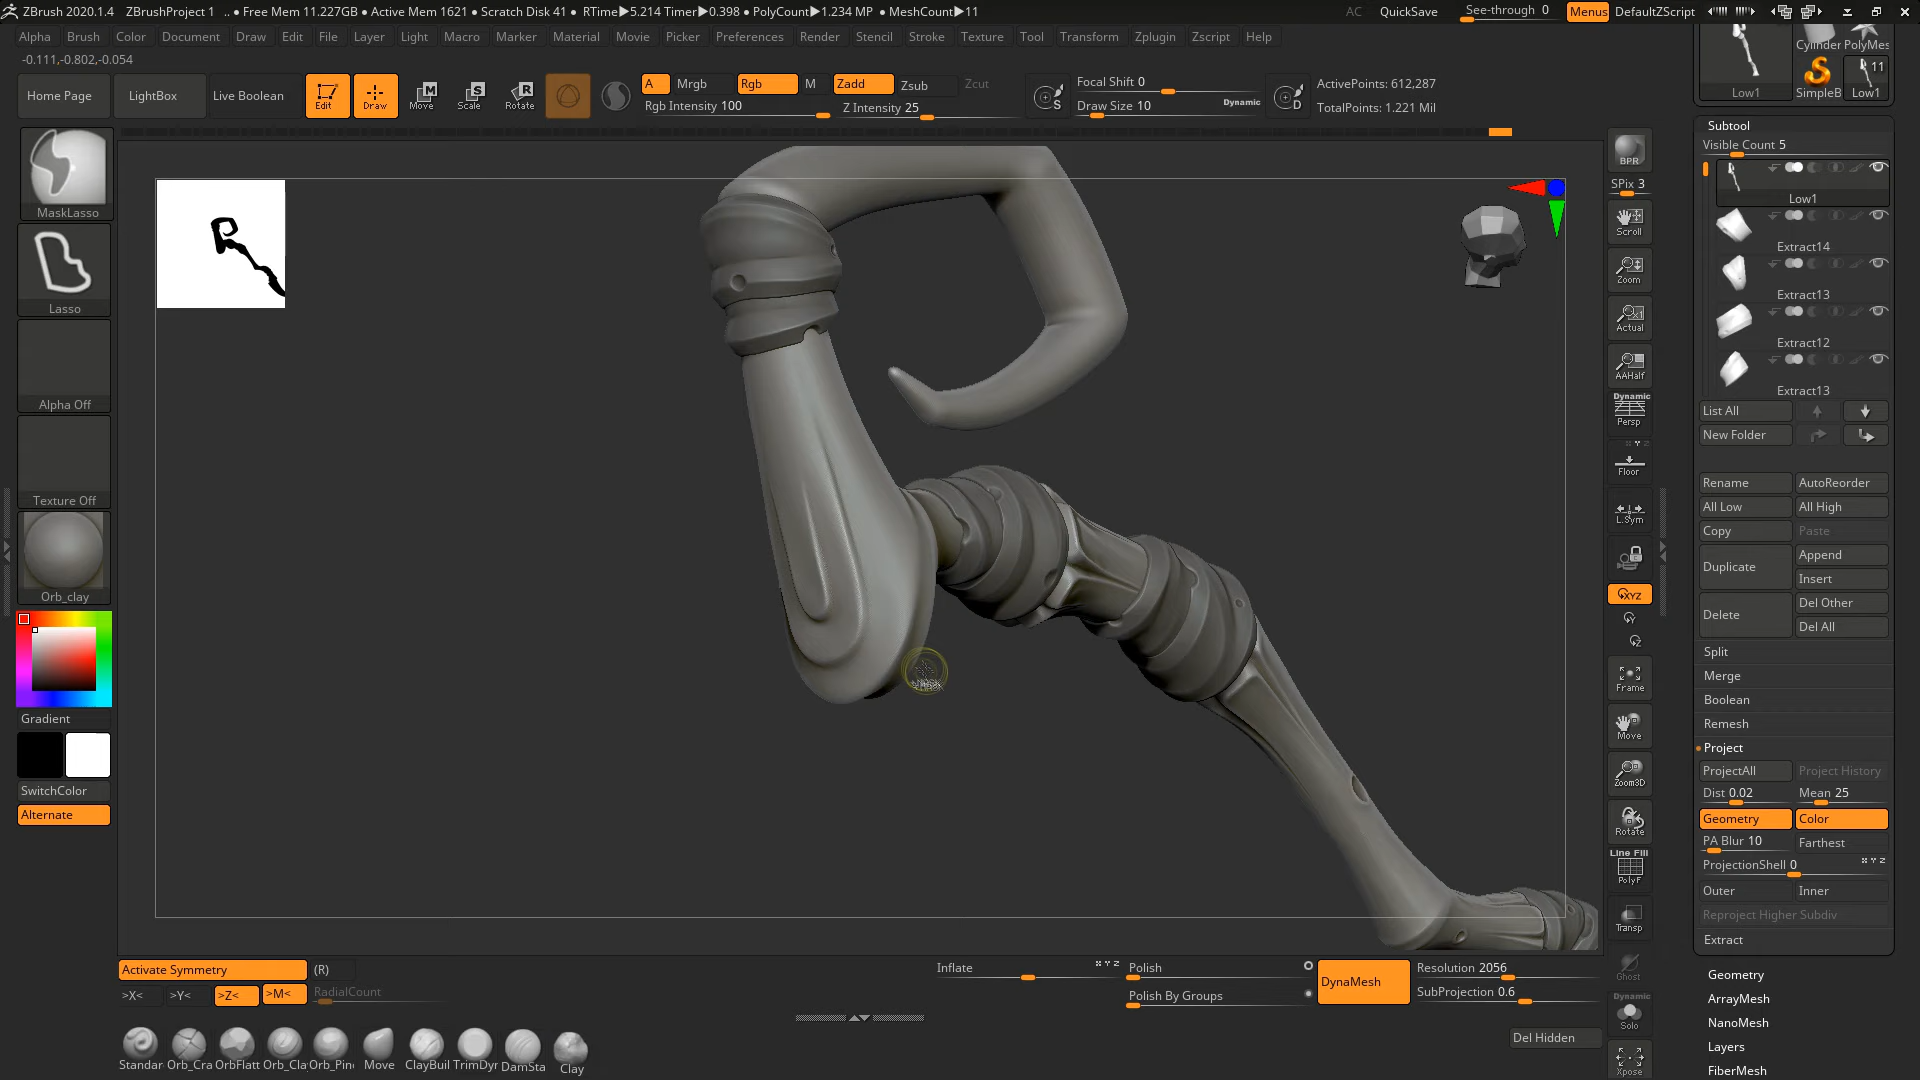 ZBrush 2020.1.4 ZBrushProject 1 .. ● Free Mem 11.227GB ● Active Mem 1621 ● Scratch Disk 41 ● RTime▶5.214 Timer▶0.398 ● PolyCount▶1.234 MP ● MeshCount▶11 AC QuickSave See-through 0 Menus DefaultZScript
Alpha Brush Color Document Draw Edit File Layer Light Macro Marker Material Movie Picker Preferences Render Stencil Stroke Texture Tool Transform Zplugin Zscript Help
-0.111,-0.802,-0.054
Home Page LightBox Live Boolean Edit Draw Move Scale Rotate
A Mrgb Rgb M Zadd Zsub Zcut
Rgb Intensity 100 Z Intensity 25
Focal Shift 0
Draw Size 10 Dynamic
ActivePoints: 612,287
TotalPoints: 1.221 Mil
Cylinder PolyMes
Low1 SimpleB 11 Low1
MaskLasso
Lasso
Alpha Off
Texture Off
Orb_clay
Gradient
SwitchColor
Alternate
BPR
SPix 3
Scroll
Zoom
Actual
AAHalf
Dynamic
Persp
Floor
L.Sym
XYZ
Frame
Move
Zoom3D
Rotate
Line Fill
PolyF
Transp
Ghost
Dynamic
Solo
Xpose
Subtool
Visible Count 5
Low1
Extract14
Extract13
Extract12
Extract13
List All
New Folder
Rename AutoReorder
All Low All High
Copy Paste
Duplicate Append
Insert
Delete Del Other
Del All
Split
Merge
Boolean
Remesh
Project
ProjectAll Project History
Dist 0.02 Mean 25
Geometry Color
PA Blur 10 Farthest
ProjectionShell 0
Outer Inner
Reproject Higher Subdiv
Extract
Geometry
ArrayMesh
NanoMesh
Layers
FiberMesh
Activate Symmetry (R)
>X< >Y< >Z< >M< RadialCount
Inflate Polish
Polish By Groups
DynaMesh
Resolution 2056
SubProjection 0.6
Del Hidden
Standar Orb_Cra OrbFlatt Orb_Cla Orb_Pin Move ClayBuil TrimDyr DamSta Clay